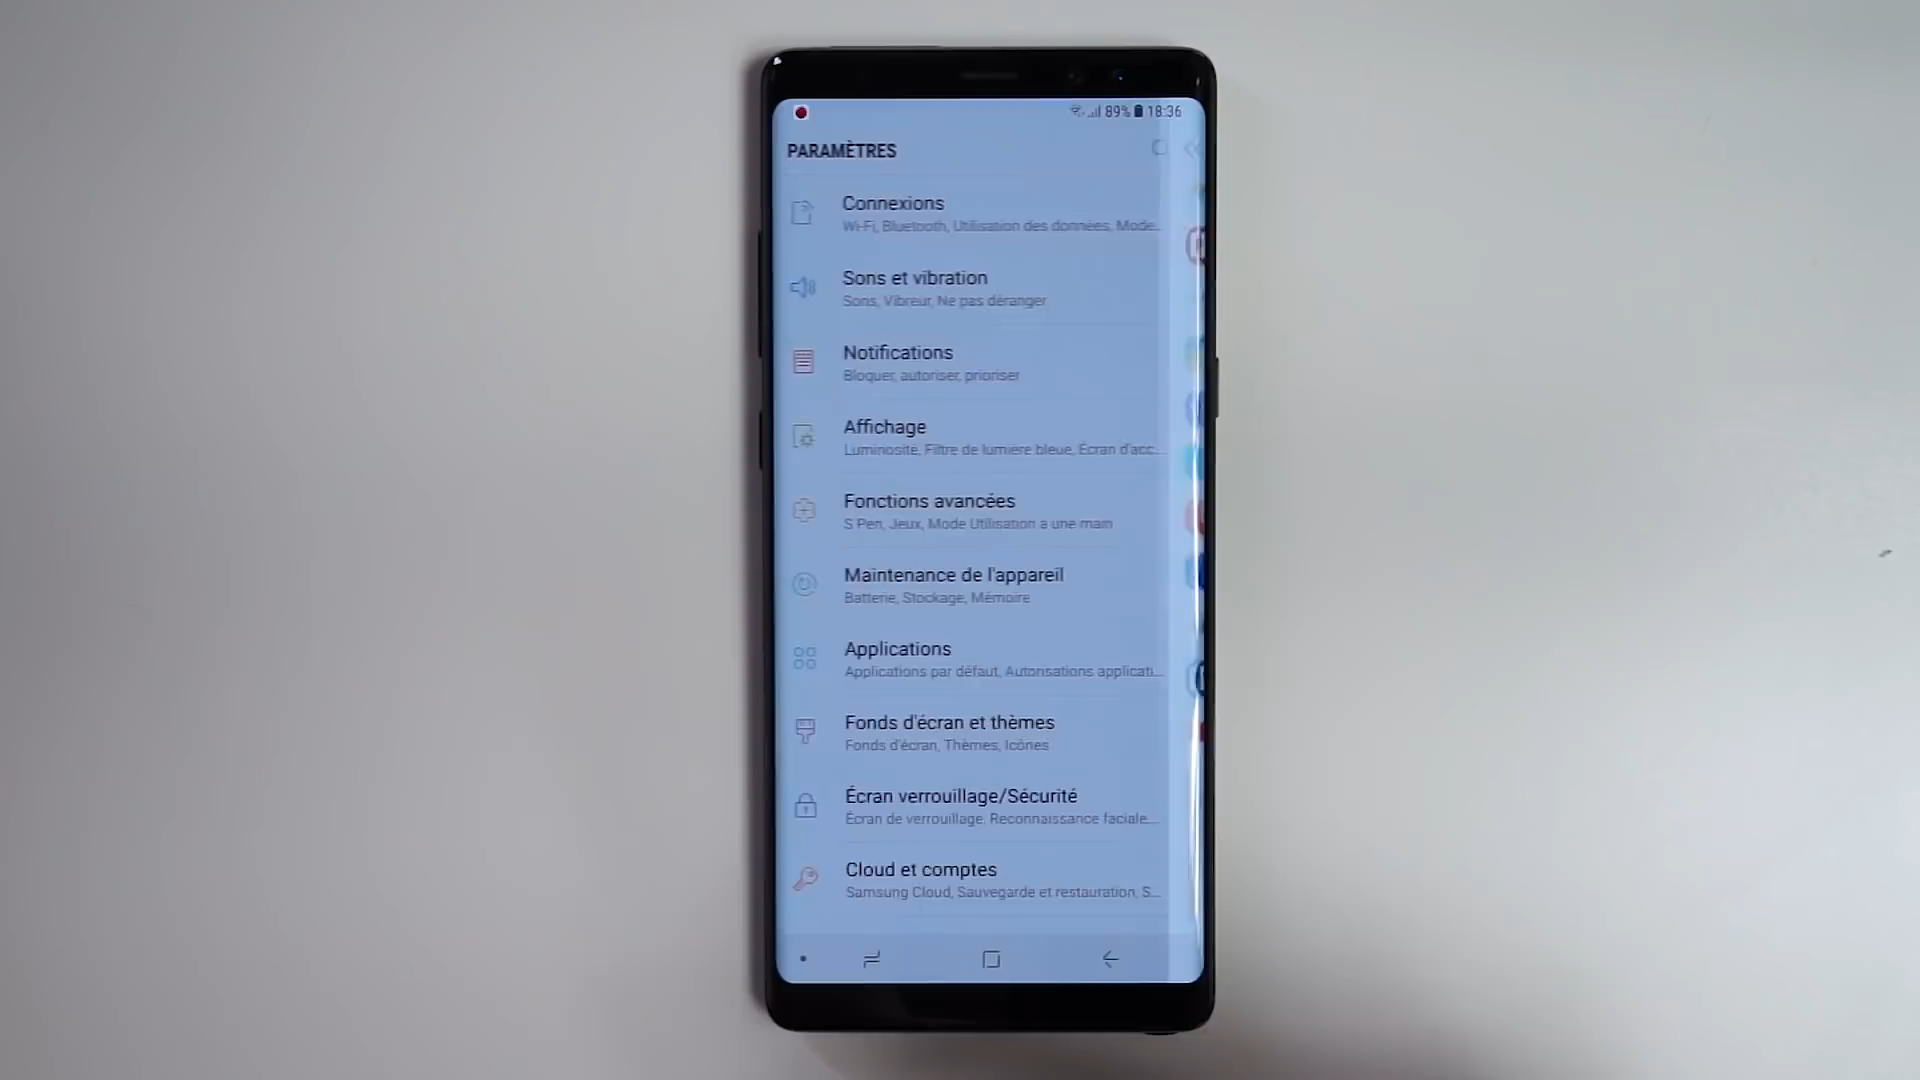 89% 18:36
PARAMÈTRES
Connexions
Wi-Fi, Bluetooth, Utilisation des données, Mode...
Sons et vibration
Sons, Vibreur, Ne pas déranger
Notifications
Bloquer, autoriser, prioriser
Affichage
Luminosité, Filtre de lumière bleue, Écran d'acc...
Fonctions avancées
S Pen, Jeux, Mode Utilisation à une main
Maintenance de l'appareil
Batterie, Stockage, Mémoire
Applications
Applications par défaut, Autorisations applicati...
Fonds d'écran et thèmes
Fonds d'écran, Thèmes, Icônes
Écran verrouillage/Sécurité
Écran de verrouillage, Reconnaissance faciale...
Cloud et comptes
Samsung Cloud, Sauvegarde et restauration, S...